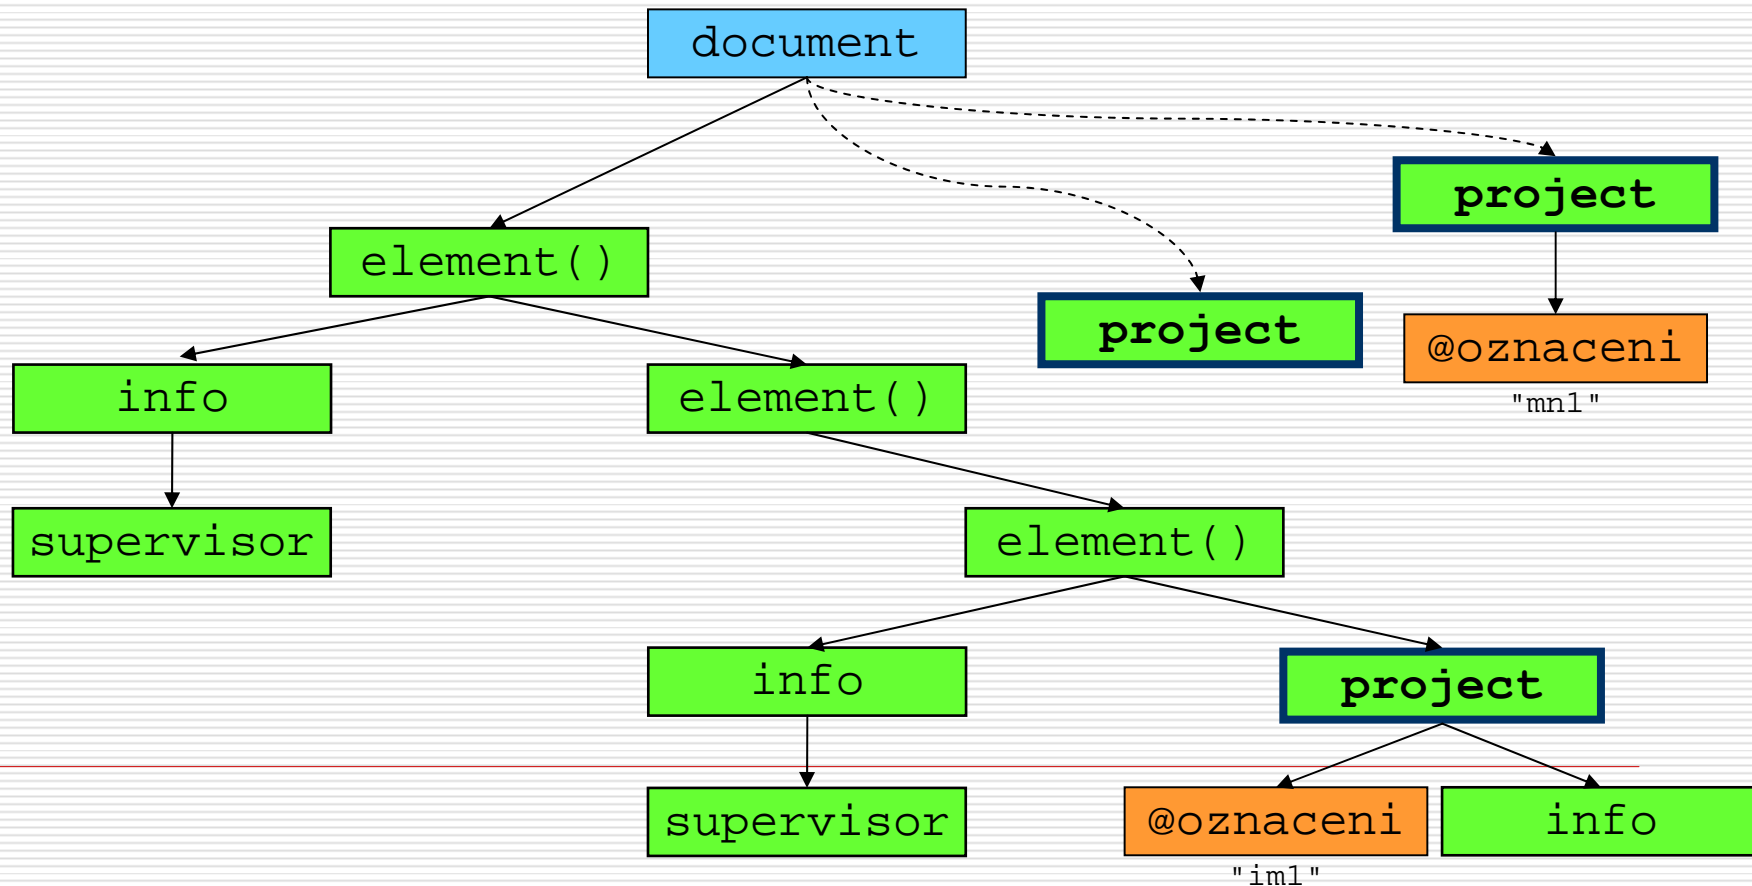 document
project
element()
project
@oznaceni
"mn1"
info
element()
supervisor
element()
info
project
supervisor
@oznaceni
info
"im1"